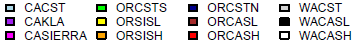 CACST ORCSTS ORCSTN WACST
CAKLA ORSISL ORCASL WACASL
CASIERRA ORSISH ORCASH WACASH